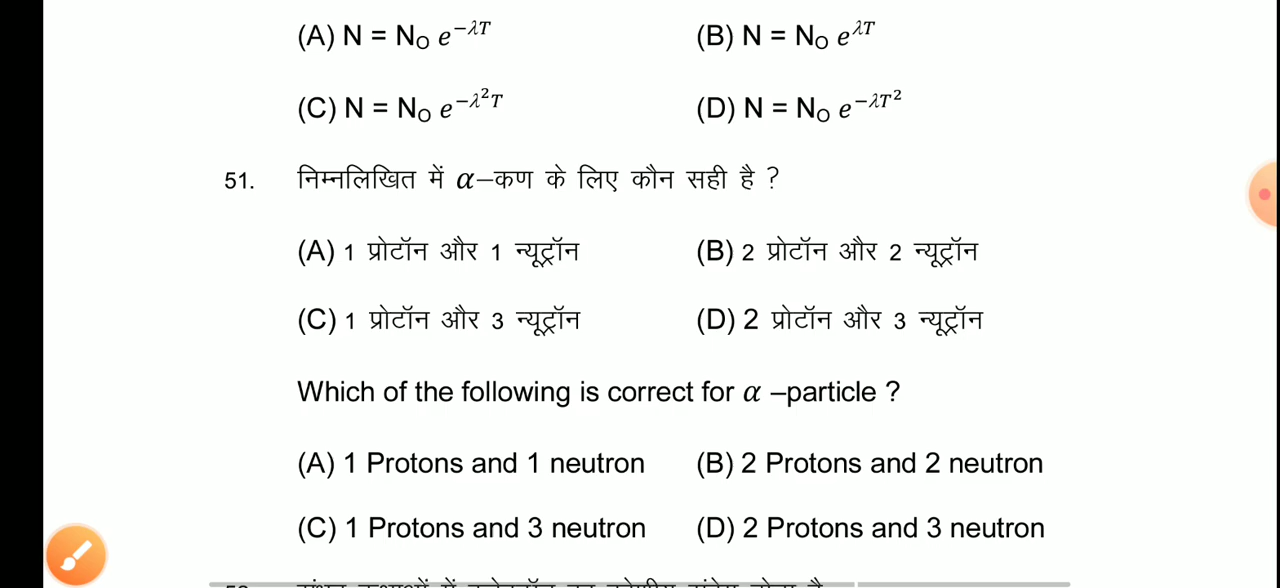 (A) N = N₀ e^{-λT} (B) N = N₀ e^{λT}
(C) N = N₀ e^{-λ²T} (D) N = N₀ e^{-λT²}
51. निम्नलिखित में α–कण के लिए कौन सही है ?
(A) 1 प्रोटॉन और 1 न्यूट्रॉन (B) 2 प्रोटॉन और 2 न्यूट्रॉन
(C) 1 प्रोटॉन और 3 न्यूट्रॉन (D) 2 प्रोटॉन और 3 न्यूट्रॉन
Which of the following is correct for α –particle ?
(A) 1 Protons and 1 neutron (B) 2 Protons and 2 neutron
(C) 1 Protons and 3 neutron (D) 2 Protons and 3 neutron